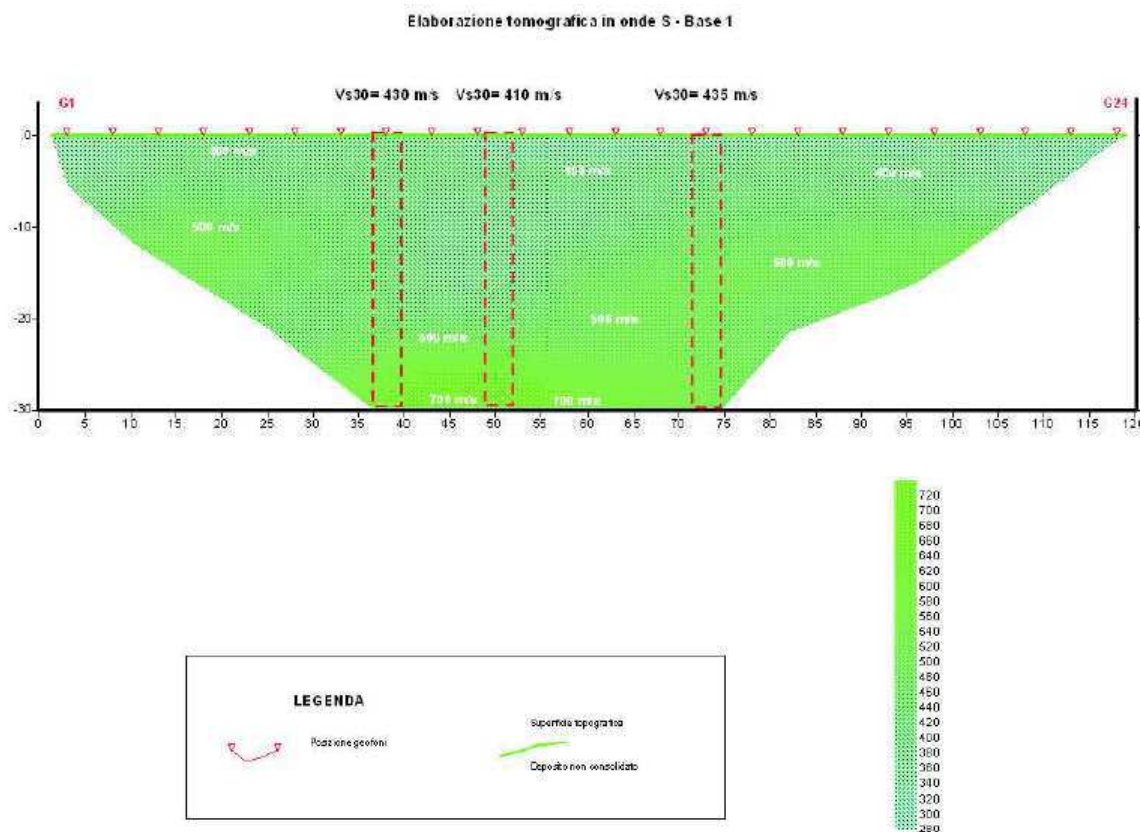 Elaborazione tomografica in onde S - Base 1
Vs30= 430 m/s Vs30= 410 m/s Vs30= 435 m/s
G1 G24
0
400 m/s
500 m/s
-10
500 m/s
500 m/s
-20
-30
700 m/s 700 m/s
0 5 10 15 20 25 30 35 40 45 50 55 60 65 70 75 80 85 90 95 100 105 110 115 120
720
700
680
660
640
620
600
580
560
540
520
500
480
460
440
420
400
380
360
340
320
300
280
LEGENDA
Posizione geofoni
Superficie topografica
Deposito non consolidato